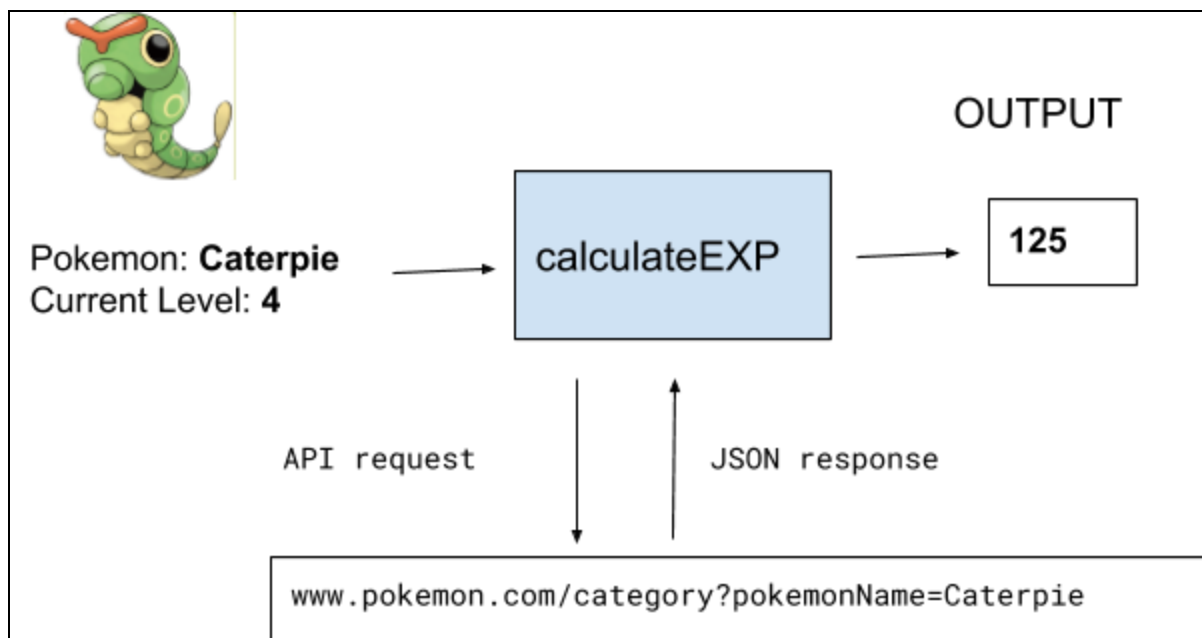 OUTPUT
Pokemon: Caterpie
Current Level: 4
calculateEXP
125
API request
JSON response
www.pokemon.com/category?pokemonName=Caterpie